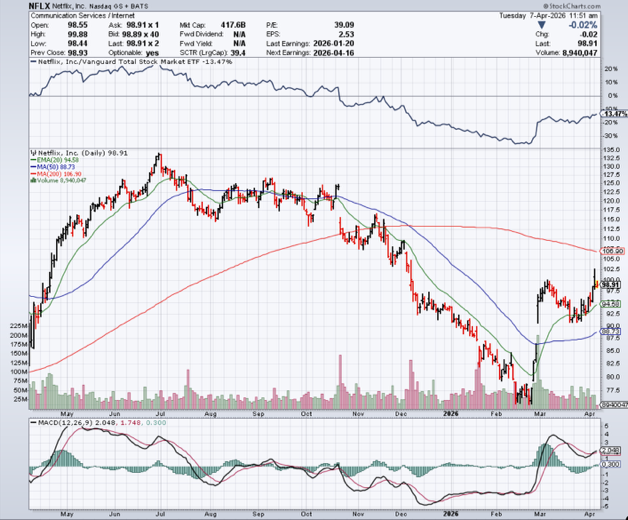 NFLX Netflix, Inc. Nasdaq GS + BATS
© StockCharts.com
Communication Services / Internet
Tuesday 7-Apr-2026 11:51 am
Open: 98.55 Ask: 98.91 x 1 Mkt Cap: 417.6B P/E: 39.09 -0.02%
High: 99.88 Bid: 98.89 x 40 Fwd Dividend: N/A EPS: 2.53 Chg: -0.02
Low: 98.44 Last: 98.91 x 2 Fwd Yield: N/A Last Earnings: 2026-01-20 Last: 98.91
Prev Close: 98.93 Optionable: yes SCTR (LrgCap): 39.4 Next Earnings: 2026-04-16 Volume: 8,940,047
Netflix, Inc/Vanguard Total Stock Market ETF -13.47%
20%
10%
0%
-13.47%
-20%
-30%
Netflix, Inc. (Daily) 98.91
EMA(20) 94.58
MA(50) 88.73
MA(200) 106.90
Volume 8,940,047
135.0
132.5
130.0
127.5
125.0
122.5
120.0
117.5
115.0
112.5
110.0
106.90
105.0
102.5
98.91
97.5
94.58
92.5
90.0
88.73
85.0
82.5
80.0
77.5
8940047
225M
200M
175M
150M
125M
100M
75M
50M
25M
May Jun Jul Aug Sep Oct Nov Dec 2026 Feb Mar Apr
MACD(12,26,9) 2.048, 1.748, 0.300
5
4
3
2.048
0.300
-1
-2
-3
-4
May Jun Jul Aug Sep Oct Nov Dec 2026 Feb Mar Apr